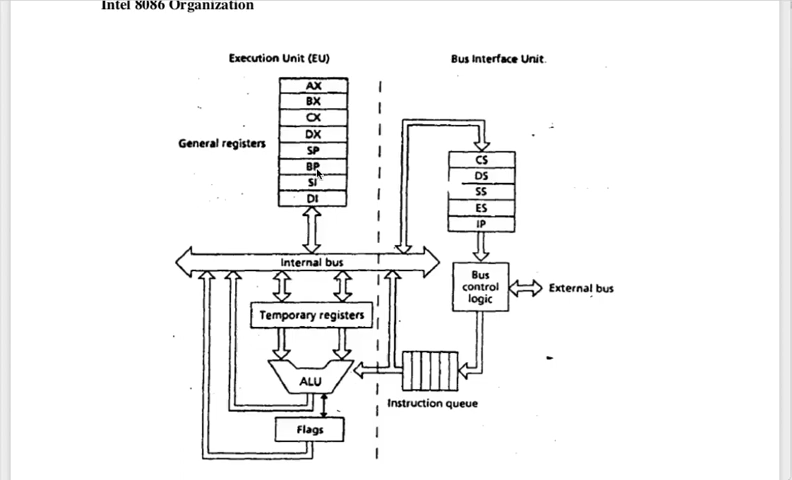 Intel 8086 Organization
Execution Unit (EU)
Bus Interface Unit.
AX
BX
CX
DX
SP
BP
SI
DI
General registers
CS
DS
SS
ES
IP
Internal bus
Bus
control
logic
External bus
Temporary registers
ALU
Instruction queue
Flags